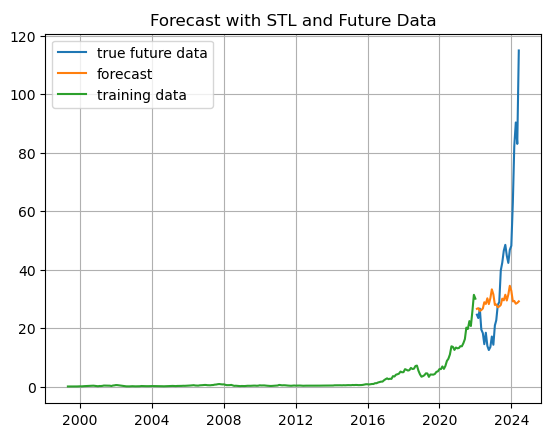 Forecast with STL and Future Data
120
100
80
60
40
20
0
true future data
forecast
training data
2000 2004 2008 2012 2016 2020 2024